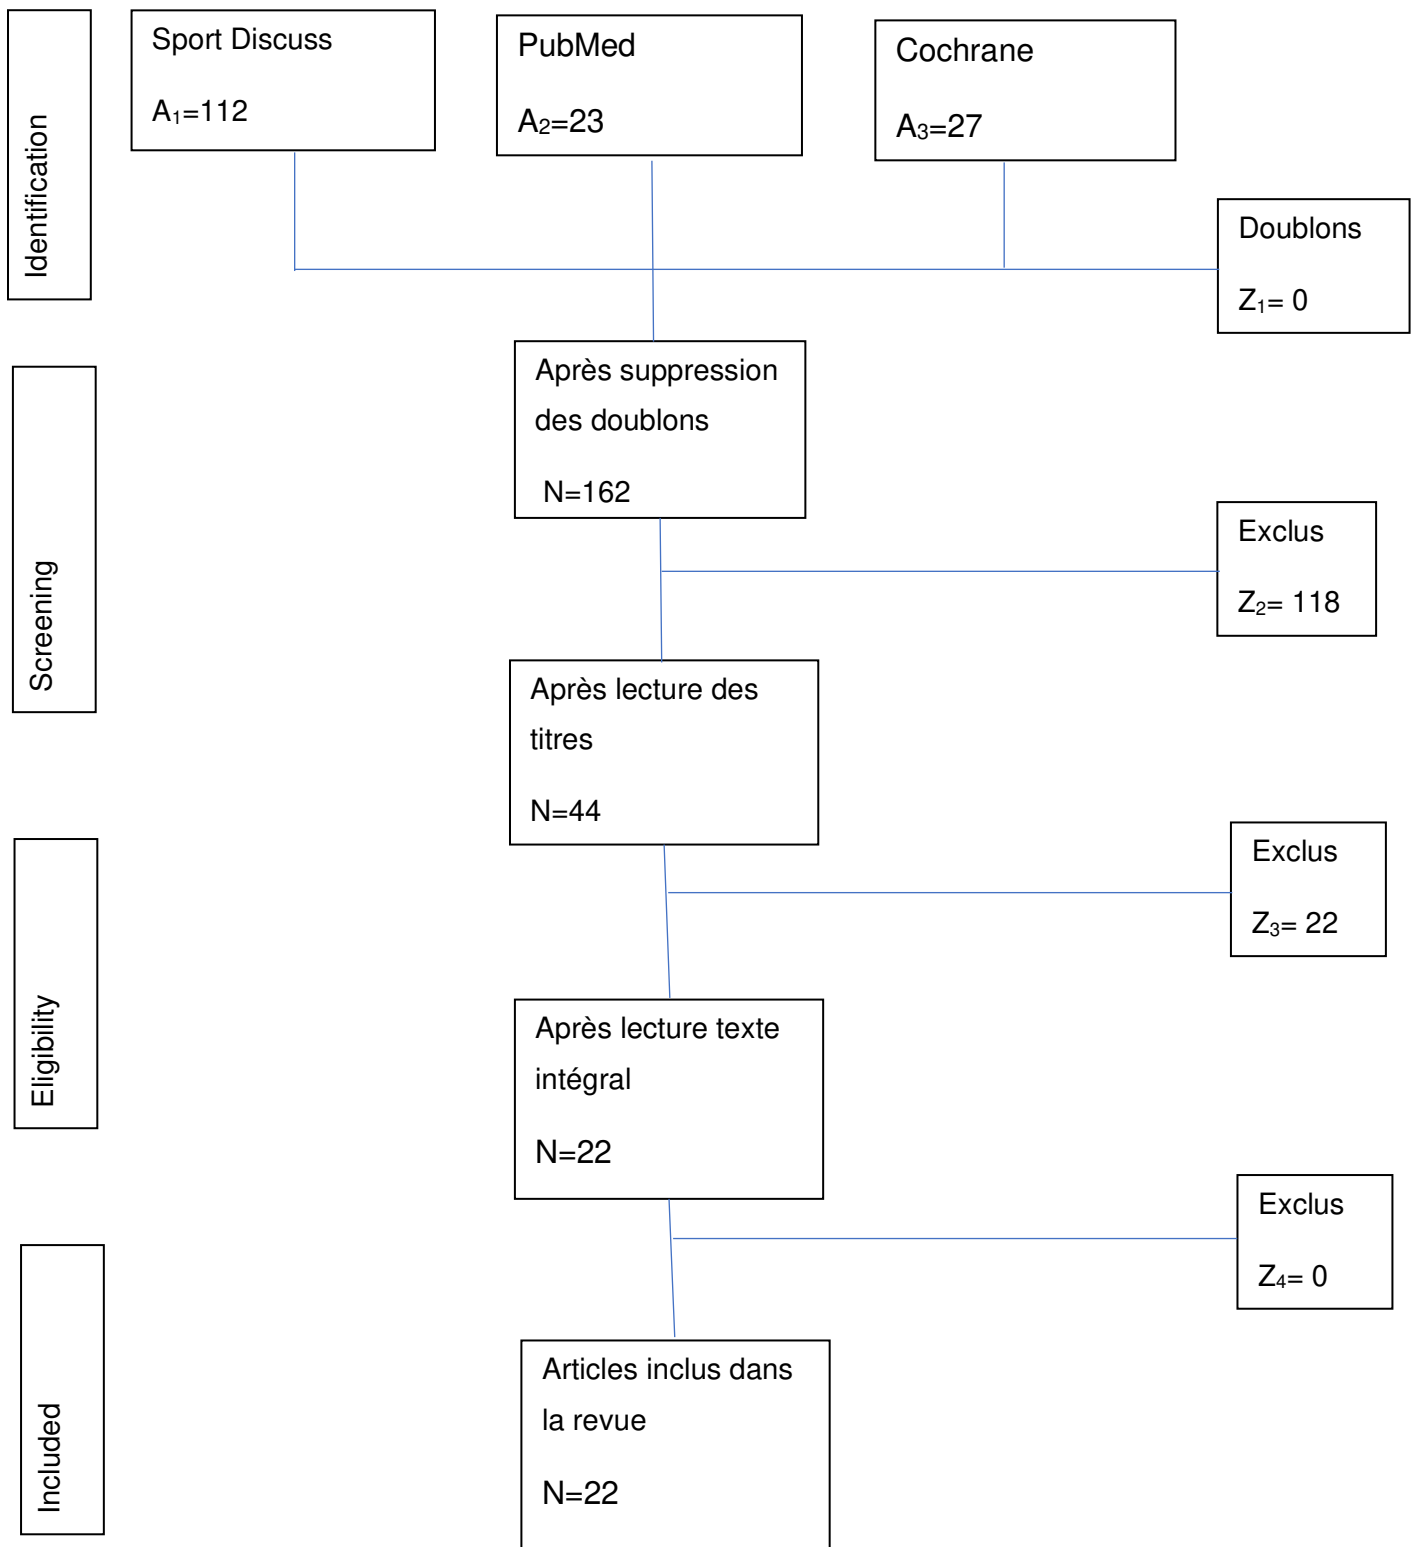 Identification
Sport Discuss
A₁=112
PubMed
A₂=23
Cochrane
A₃=27
Doublons
Z₁= 0
Screening
Après suppression
des doublons
N=162
Exclus
Z₂= 118
Après lecture des
titres
N=44
Eligibility
Exclus
Z₃= 22
Après lecture texte
intégral
N=22
Exclus
Z₄= 0
Included
Articles inclus dans
la revue
N=22